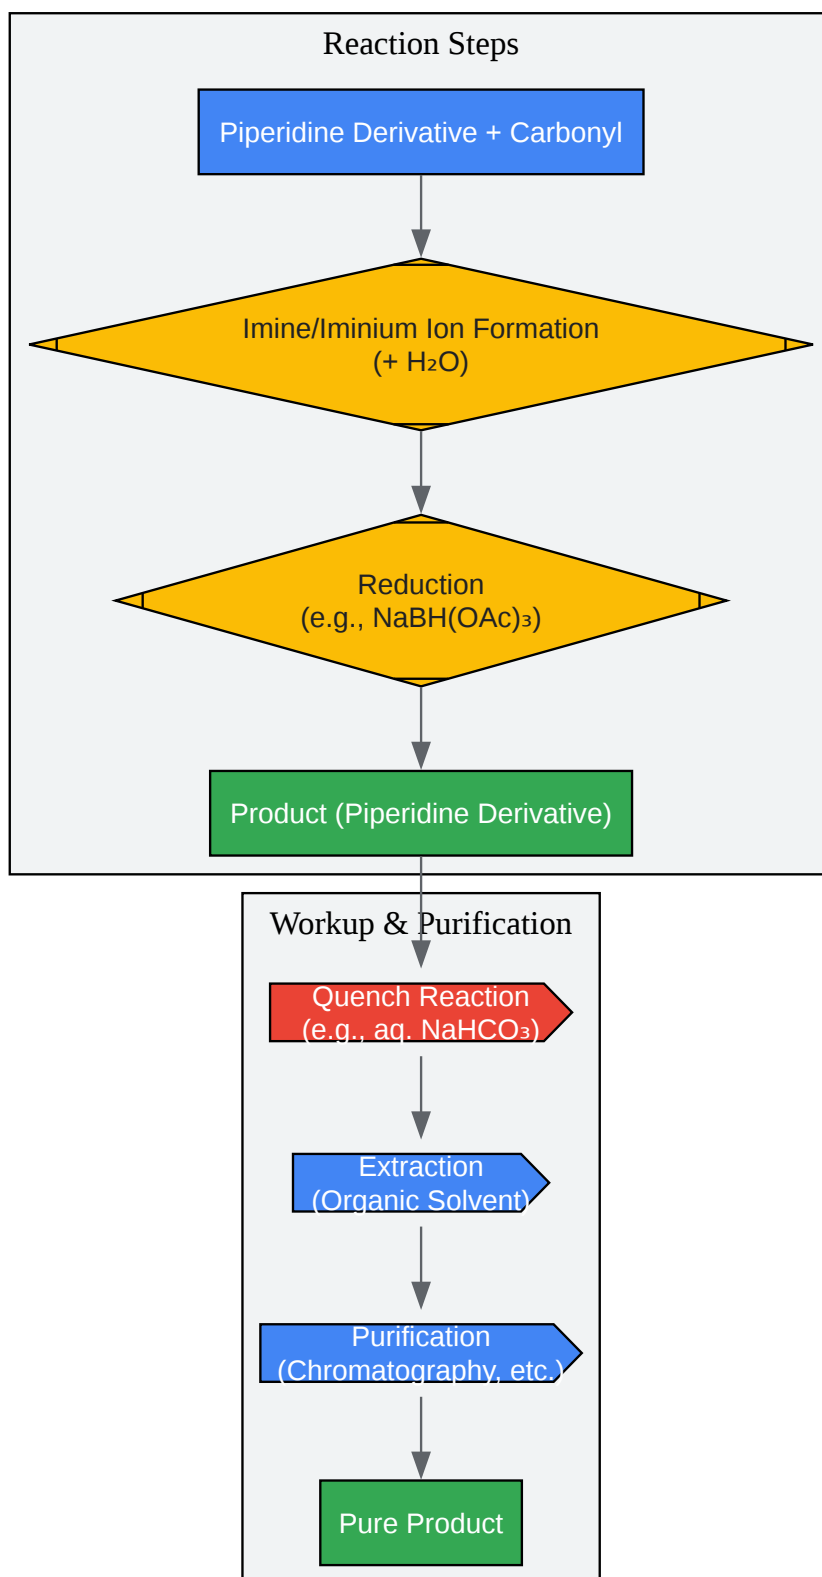 Reaction Steps
Piperidine Derivative + Carbonyl
Imine/Iminium Ion Formation
(+ H₂O)
Reduction
(e.g., NaBH(OAc)₃)
Product (Piperidine Derivative)
Workup & Purification
Quench Reaction
(e.g., aq. NaHCO₃)
Extraction
(Organic Solvent)
Purification
(Chromatography, etc.)
Pure Product